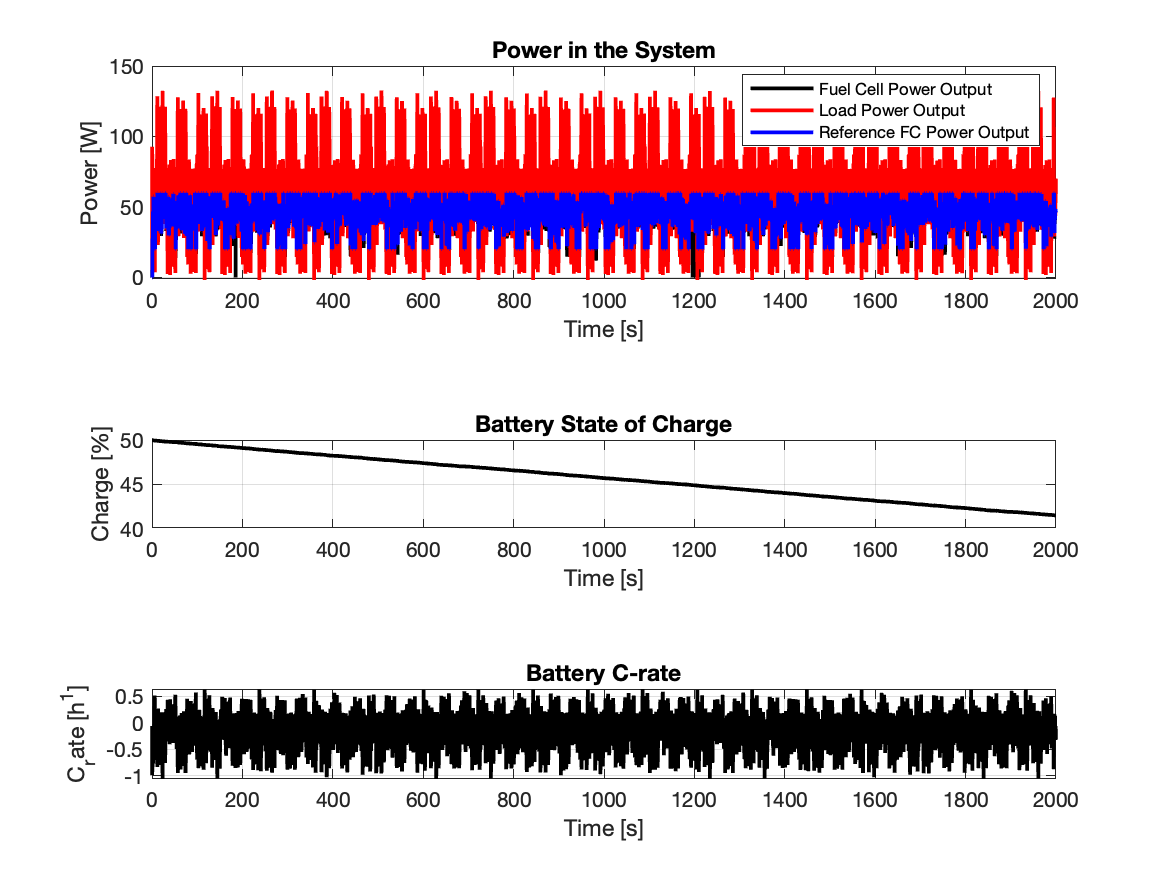 Power in the System
150
100
50
0
Power [W]
Fuel Cell Power Output
Load Power Output
Reference FC Power Output
0 200 400 600 800 1000 1200 1400 1600 1800 2000
Time [s]
Battery State of Charge
50
45
40
Charge [%]
0 200 400 600 800 1000 1200 1400 1600 1800 2000
Time [s]
Battery C-rate
0.5
0
-0.5
-1
C_rate [h^1]
0 200 400 600 800 1000 1200 1400 1600 1800 2000
Time [s]